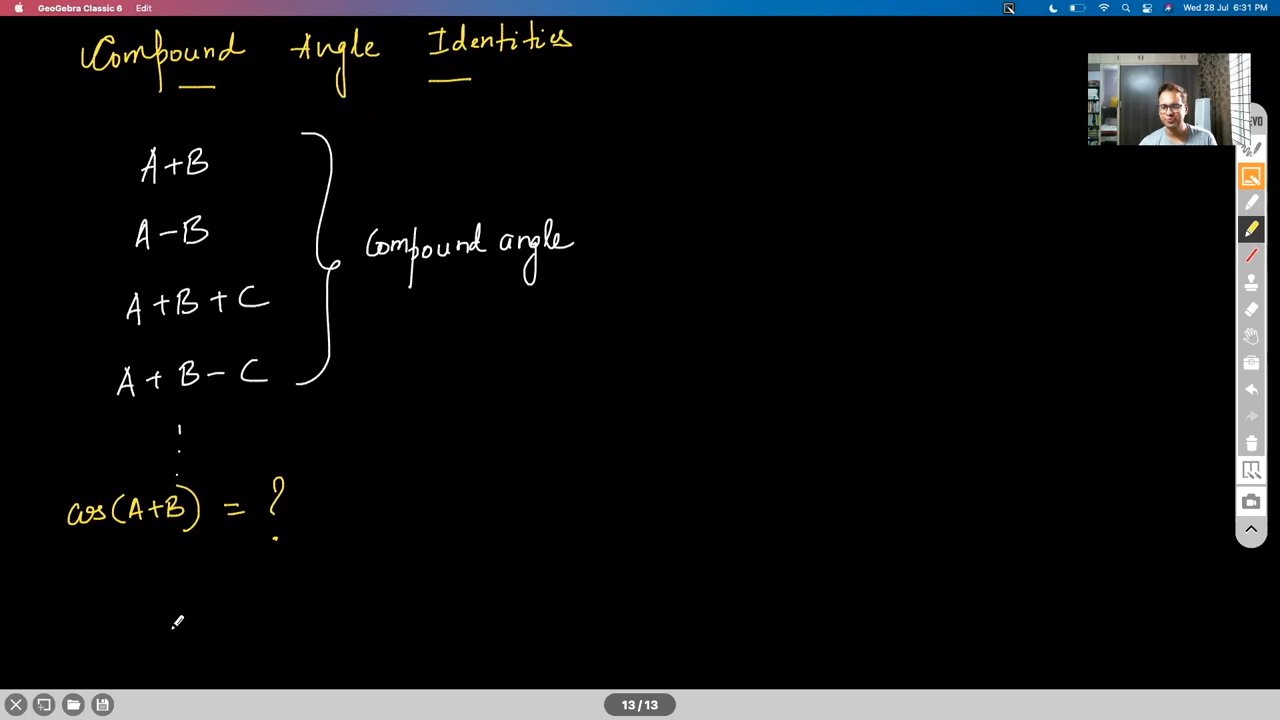 GeoGebra Classic 6 Edit Wed 28 Jul 6:31 PM
Compound Angle Identities
A+B
A-B
A+B+C
A+B-C
Compound angle
cos(A+B) = ?
13/13